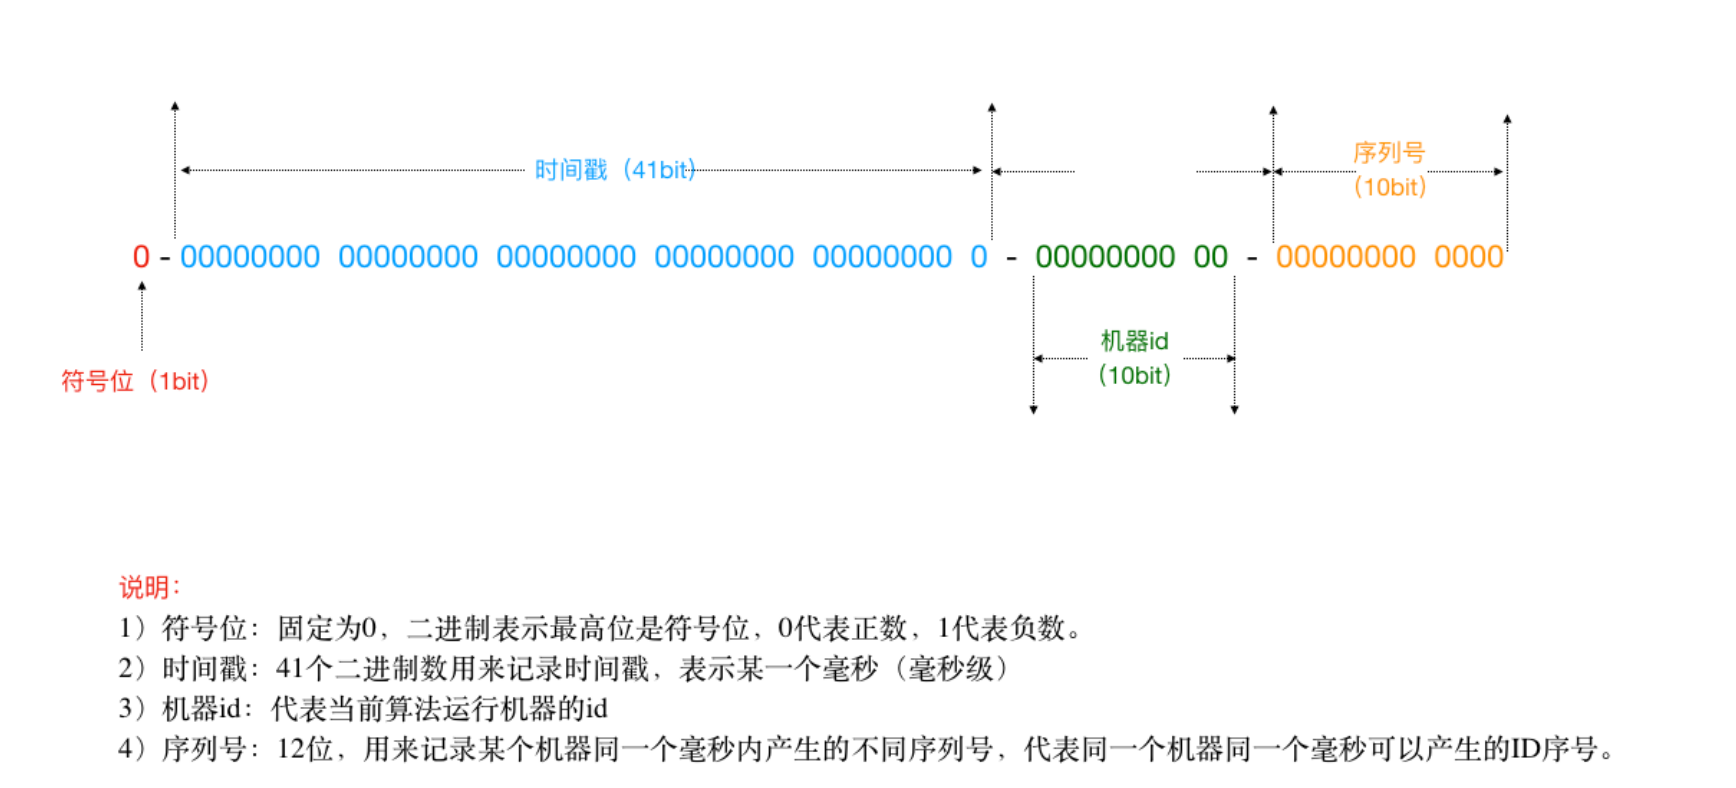 时间戳（41bit）
序列号
（10bit）
0 - 00000000 00000000 00000000 00000000 00000000 0 - 00000000 00 - 00000000 0000
机器id
（10bit）
符号位（1bit）
说明：
1）符号位：固定为0，二进制表示最高位是符号位，0代表正数，1代表负数。
2）时间戳：41个二进制数用来记录时间戳，表示某一个毫秒（毫秒级）
3）机器id：代表当前算法运行机器的id
4）序列号：12位，用来记录某个机器同一个毫秒内产生的不同序列号，代表同一个机器同一个毫秒可以产生的ID序号。